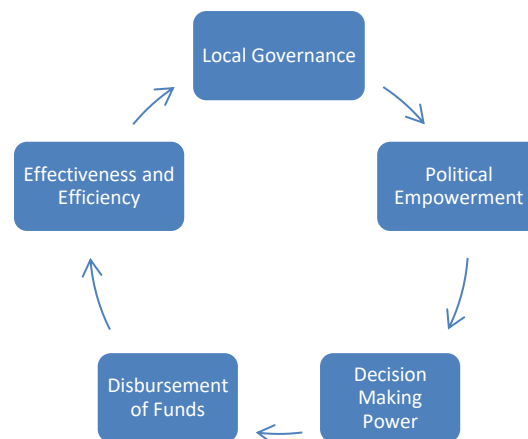 Local Governance
Political
Empowerment
Decision
Making
Power
Disbursement
of Funds
Effectiveness and
Efficiency